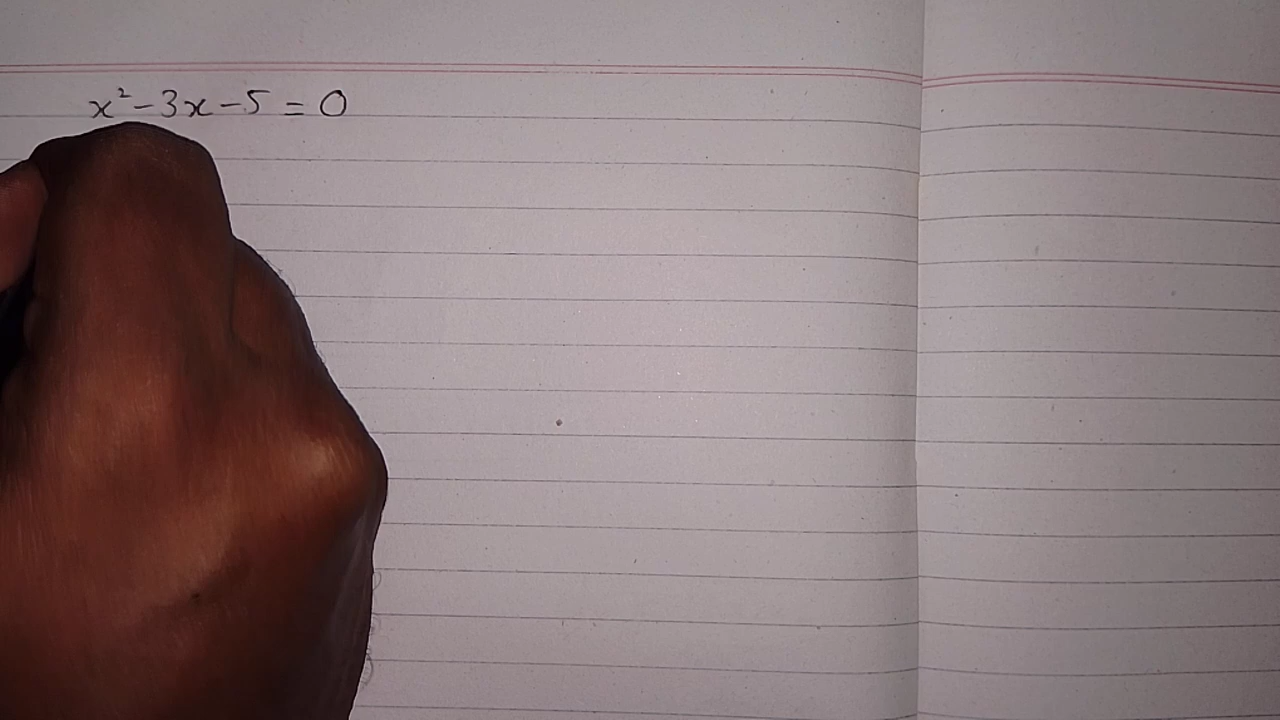 x² - 3x - 5 = 0